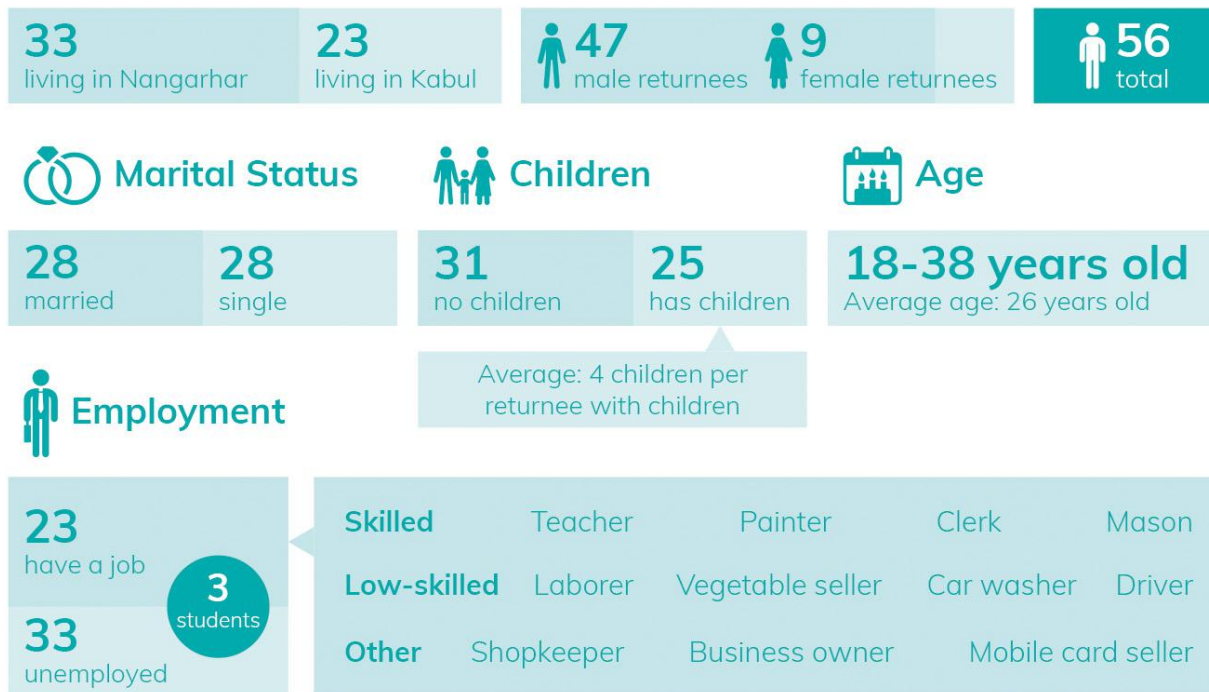 33
living in Nangarhar
23
living in Kabul
47
male returnees
9
female returnees
56
total
Marital Status
28
married
28
single
Children
31
no children
25
has children
Average: 4 children per
returnee with children
Age
18-38 years old
Average age: 26 years old
Employment
23
have a job
33
unemployed
3
students
Skilled Teacher Painter Clerk Mason
Low-skilled Laborer Vegetable seller Car washer Driver
Other Shopkeeper Business owner Mobile card seller